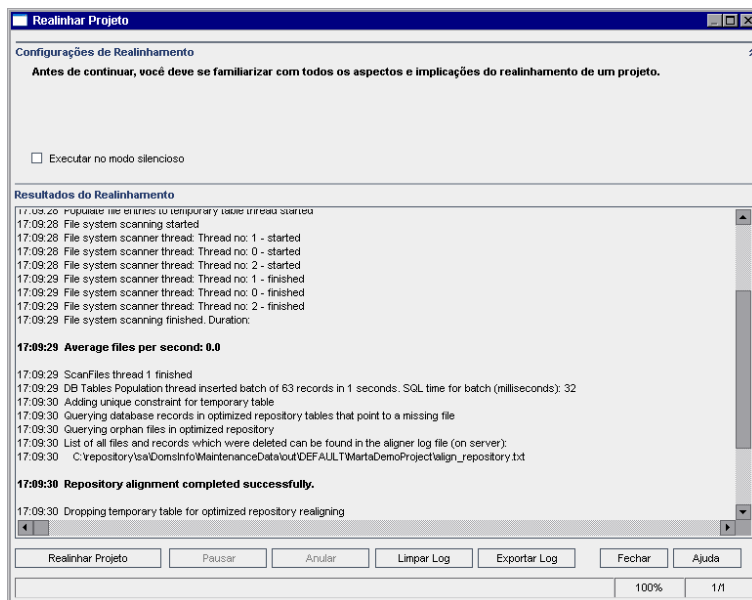 Realinhar Projeto
Configurações de Realinhamento
Antes de continuar, você deve se familiarizar com todos os aspectos e implicações do realinhamento de um projeto.
Executar no modo silencioso
Resultados do Realinhamento
17:09:28 Populate file entries to temporary table thread started
17:09:28 File system scanning started
17:09:28 File system scanner thread: Thread no: 1 - started
17:09:28 File system scanner thread: Thread no: 0 - started
17:09:28 File system scanner thread: Thread no: 2 - started
17:09:29 File system scanner thread: Thread no: 1 - finished
17:09:29 File system scanner thread: Thread no: 0 - finished
17:09:29 File system scanner thread: Thread no: 2 - finished
17:09:29 File system scanning finished. Duration:
17:09:29 Average files per second: 0.0
17:09:29 ScanFiles thread 1 finished
17:09:29 DB Tables Population thread inserted batch of 63 records in 1 seconds. SQL time for batch (milliseconds): 32
17:09:30 Adding unique constraint for temporary table
17:09:30 Querying database records in optimized repository tables that point to a missing file
17:09:30 Querying orphan files in optimized repository
17:09:30 List of all files and records which were deleted can be found in the aligner log file (on server):
17:09:30 C:\repository\sa\DomsInfo\MaintenanceData\out\DEFAULT\MartaDemoProject\align_repository.txt
17:09:30 Repository alignment completed successfully.
17:09:30 Dropping temporary table for optimized repository realigning
Realinhar Projeto Pausar Anular Limpar Log Exportar Log Fechar Ajuda
100% 1/1